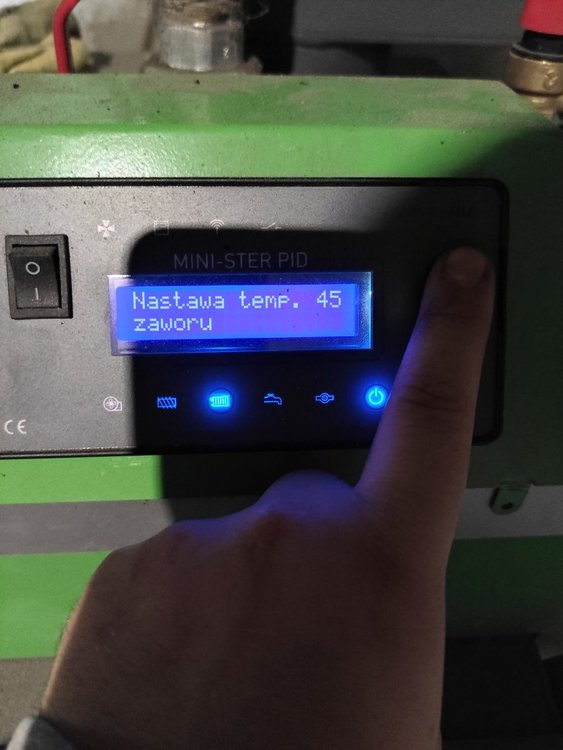 MINI-STER PID
Nastawa temp. 45
zaworu
CE